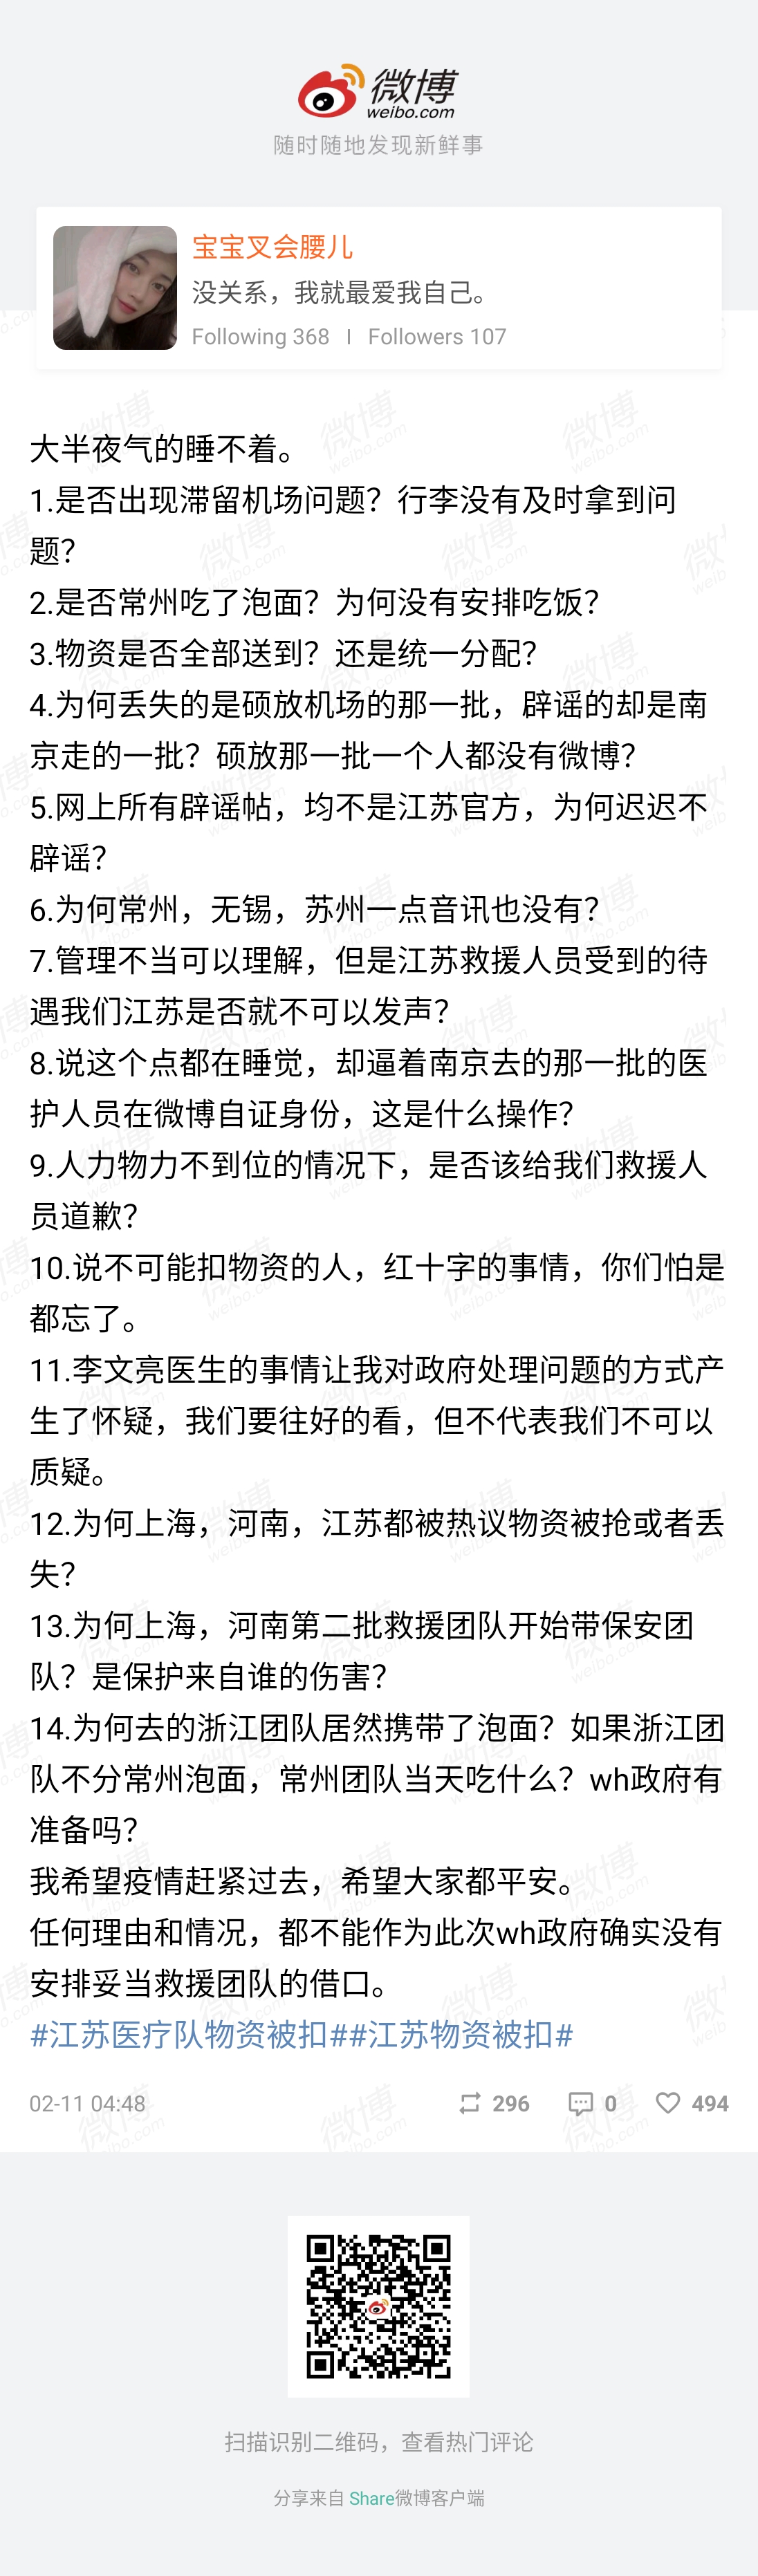 微博
weibo.com
随时随地发现新鲜事
宝宝叉会腰儿
没关系，我就最爱我自己。
Following 368 | Followers 107
大半夜气的睡不着。
1.是否出现滞留机场问题？行李没有及时拿到问
题？
2.是否常州吃了泡面？为何没有安排吃饭？
3.物资是否全部送到？还是统一分配？
4.为何丢失的是硕放机场的那一批，辟谣的却是南
京走的一批？硕放那一批一个人都没有微博？
5.网上所有辟谣帖，均不是江苏官方，为何迟迟不
辟谣？
6.为何常州，无锡，苏州一点音讯也没有？
7.管理不当可以理解，但是江苏救援人员受到的待
遇我们江苏是否就不可以发声？
8.说这个点都在睡觉，却逼着南京去的那一批的医
护人员在微博自证身份，这是什么操作？
9.人力物力不到位的情况下，是否该给我们救援人
员道歉？
10.说不可能扣物资的人，红十字的事情，你们怕是
都忘了。
11.李文亮医生的事情让我对政府处理问题的方式产
生了怀疑，我们要往好的看，但不代表我们不可以
质疑。
12.为何上海，河南，江苏都被热议物资被抢或者丢
失？
13.为何上海，河南第二批救援团队开始带保安团
队？是保护来自谁的伤害？
14.为何去的浙江团队居然携带了泡面？如果浙江团
队不分常州泡面，常州团队当天吃什么？wh政府有
准备吗？
我希望疫情赶紧过去，希望大家都平安。
任何理由和情况，都不能作为此次wh政府确实没有
安排妥当救援团队的借口。
#江苏医疗队物资被扣##江苏物资被扣#
02-11 04:48 296 0 494
扫描识别二维码，查看热门评论
分享来自 Share微博客户端